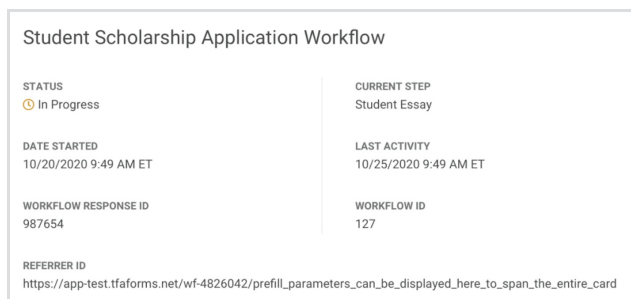 Student Scholarship Application Workflow
STATUS
In Progress
CURRENT STEP
Student Essay
DATE STARTED
10/20/2020 9:49 AM ET
LAST ACTIVITY
10/25/2020 9:49 AM ET
WORKFLOW RESPONSE ID
987654
WORKFLOW ID
127
REFERRER ID
https://app-test.tfaforms.net/wf-4826042/prefill_parameters_can_be_displayed_here_to_span_the_entire_card